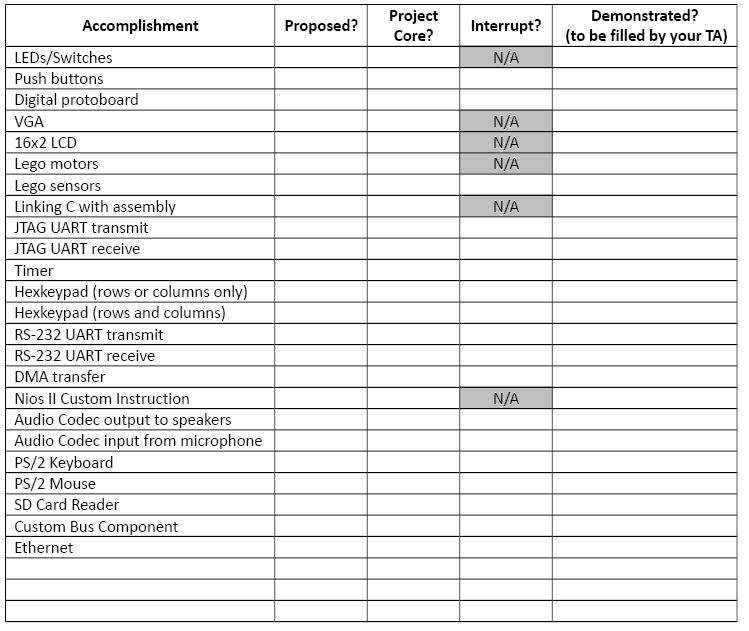 Accomplishment Proposed? Project Core? Interrupt? Demonstrated? (to be filled by your TA)
LEDs/Switches N/A
Push buttons
Digital protoboard
VGA N/A
16x2 LCD N/A
Lego motors N/A
Lego sensors
Linking C with assembly N/A
JTAG UART transmit
JTAG UART receive
Timer
Hexkeypad (rows or columns only)
Hexkeypad (rows and columns)
RS-232 UART transmit
RS-232 UART receive
DMA transfer
Nios II Custom Instruction N/A
Audio Codec output to speakers
Audio Codec input from microphone
PS/2 Keyboard
PS/2 Mouse
SD Card Reader
Custom Bus Component
Ethernet